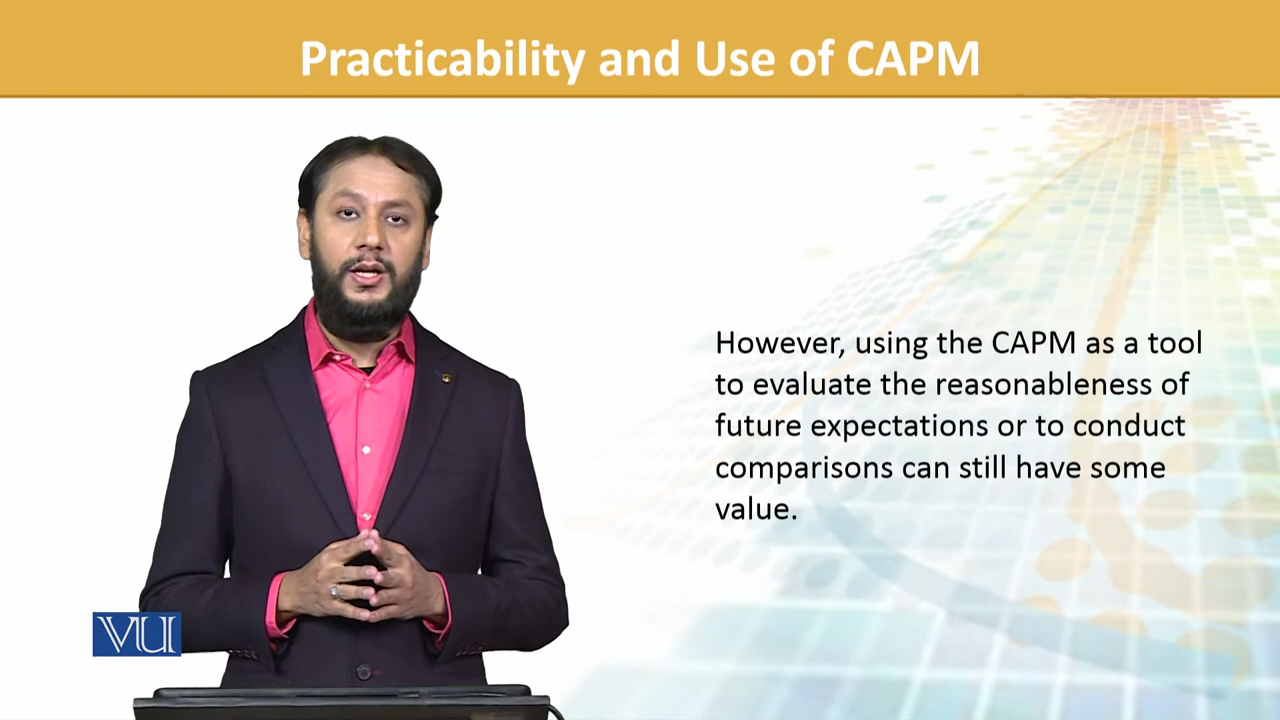 Practicability and Use of CAPM
However, using the CAPM as a tool
to evaluate the reasonableness of
future expectations or to conduct
comparisons can still have some
value.
VU